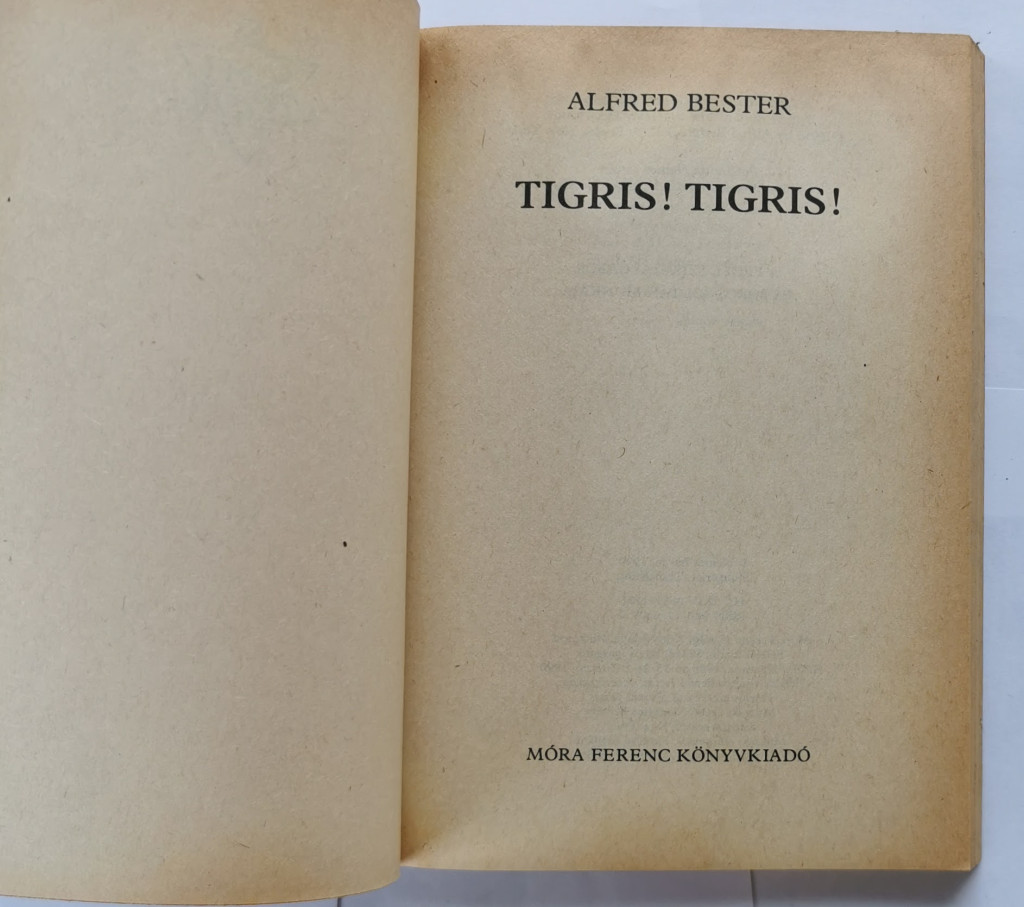 ALFRED BESTER
TIGRIS! TIGRIS!
MÓRA FERENC KÖNYVKIADÓ